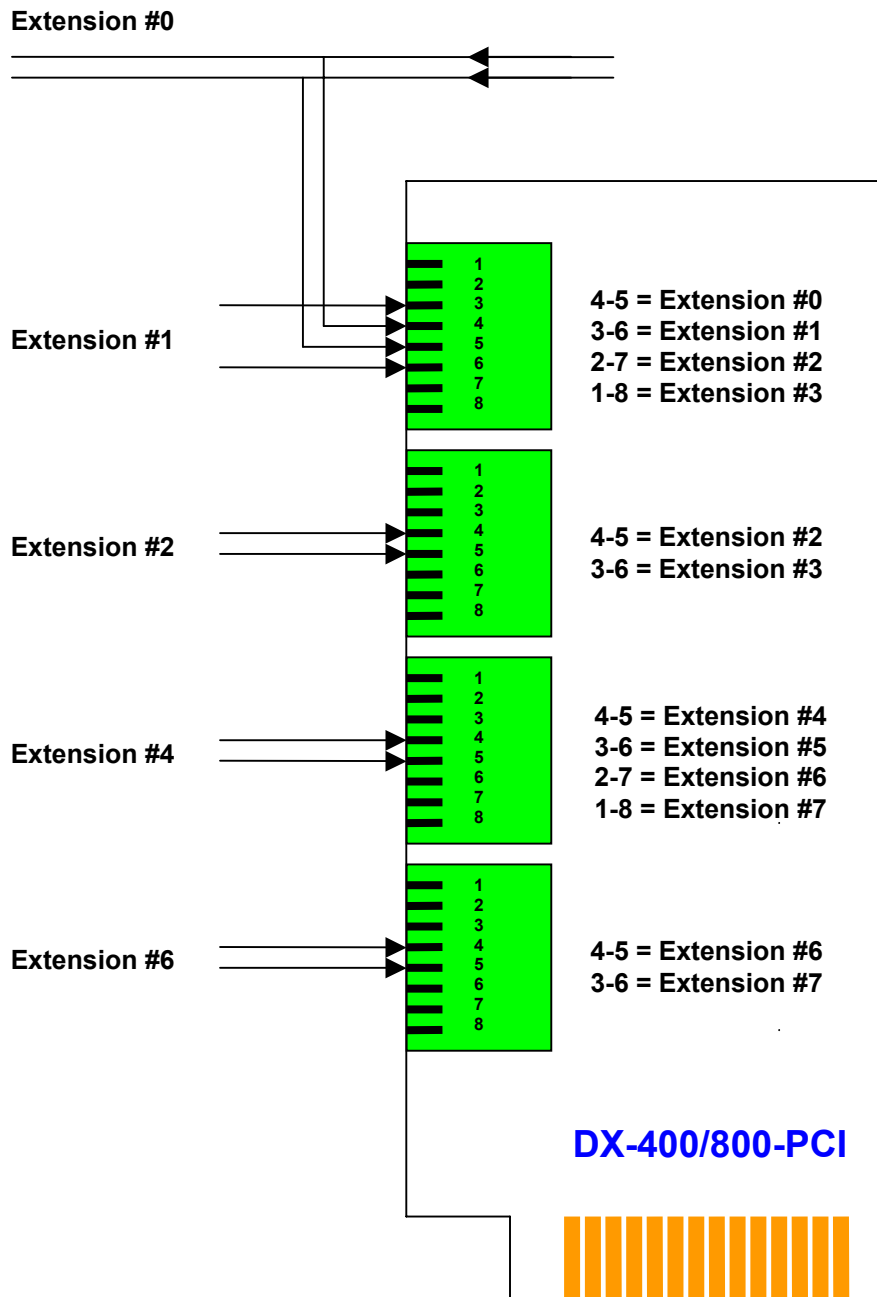 Extension #0
Extension #1
1
2
3
4
5
6
7
8
4-5 = Extension #0
3-6 = Extension #1
2-7 = Extension #2
1-8 = Extension #3
Extension #2
1
2
3
4
5
6
7
8
4-5 = Extension #2
3-6 = Extension #3
Extension #4
1
2
3
4
5
6
7
8
4-5 = Extension #4
3-6 = Extension #5
2-7 = Extension #6
1-8 = Extension #7
Extension #6
1
2
3
4
5
6
7
8
4-5 = Extension #6
3-6 = Extension #7
DX-400/800-PCI